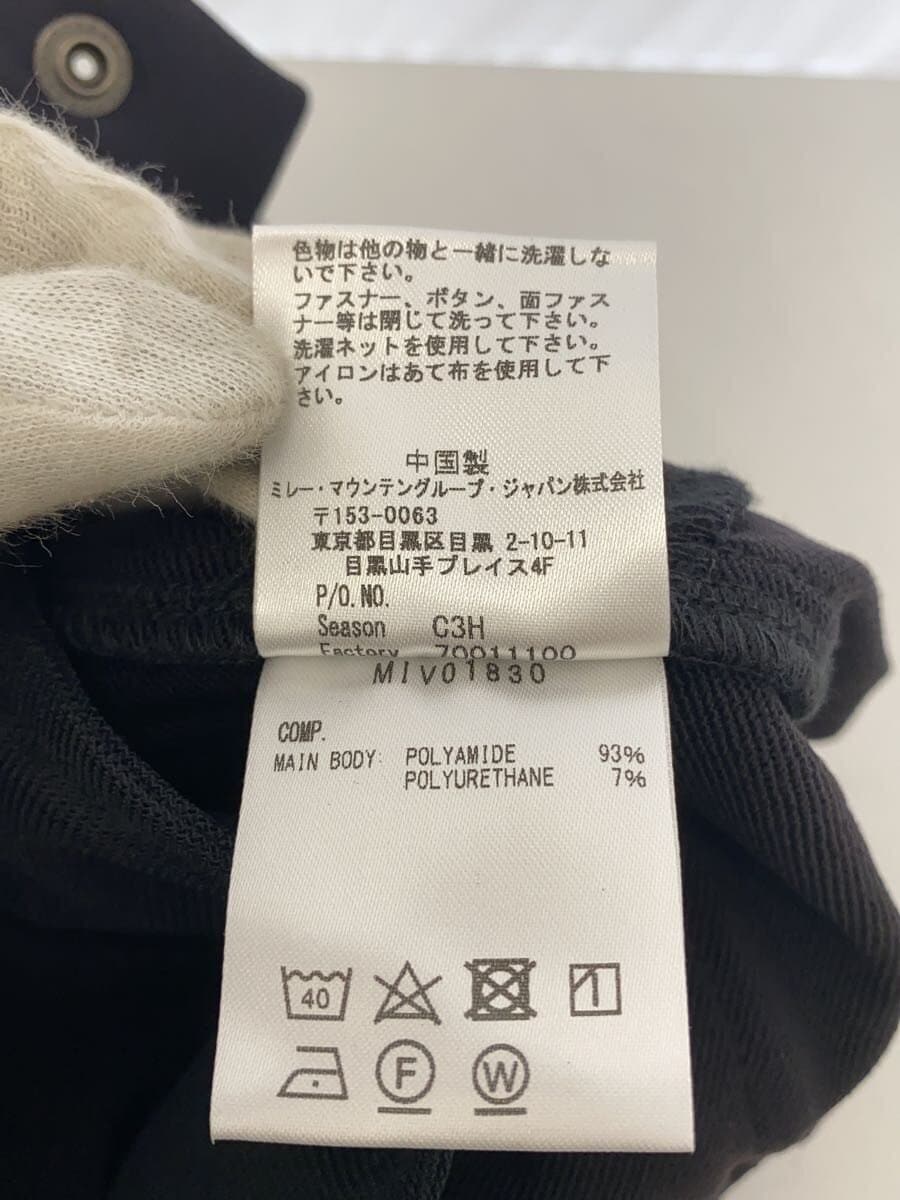 色物は他の物と一緒に洗濯しな
いで下さい。
ファスナー、ボタン、面ファス
ナー等は閉じて洗って下さい。
洗濯ネットを使用して下さい。
アイロンはあて布を使用して下
さい。
中国製
ミレー・マウンテングループ・ジャパン株式会社
〒153-0063
東京都目黒区目黒 2-10-11
目黒山手プレイス4F
P/O.NO.
Season C3H
Factory 70011100
MIV01830
COMP.
MAIN BODY: POLYAMIDE 93%
POLYURETHANE 7%
40
F W